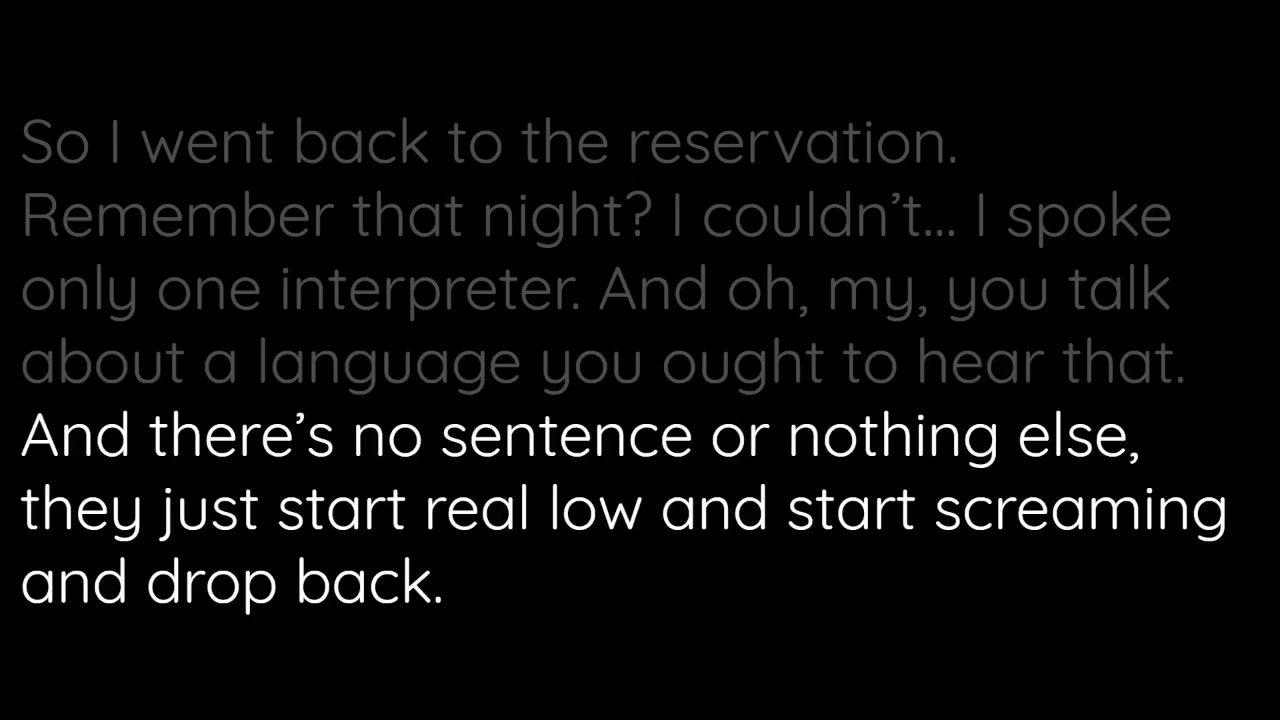 So I went back to the reservation.
Remember that night? I couldn’t... I spoke
only one interpreter. And oh, my, you talk
about a language you ought to hear that.
And there’s no sentence or nothing else,
they just start real low and start screaming
and drop back.